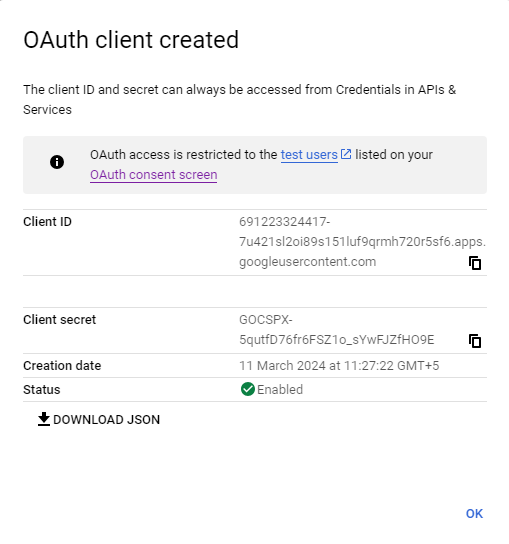 OAuth client created
The client ID and secret can always be accessed from Credentials in APIs &
Services
OAuth access is restricted to the test users listed on your
OAuth consent screen
Client ID
691223324417-
7u421sl2oi89s151luf9qrmh720r5sf6.apps.
googleusercontent.com
Client secret
GOCSPX-
5qutfD76fr6FSZ1o_sYwFJZfHO9E
Creation date
11 March 2024 at 11:27:22 GMT+5
Status
Enabled
DOWNLOAD JSON
OK